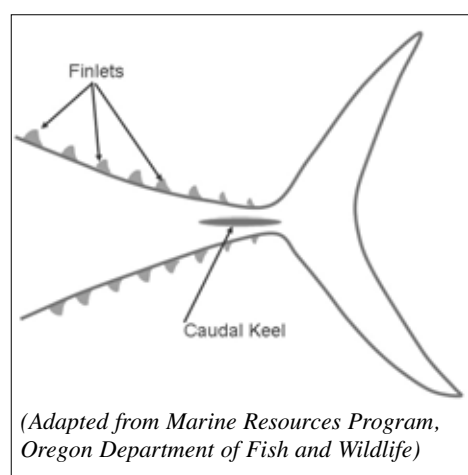 Finlets
Caudal Keel
(Adapted from Marine Resources Program,
Oregon Department of Fish and Wildlife)